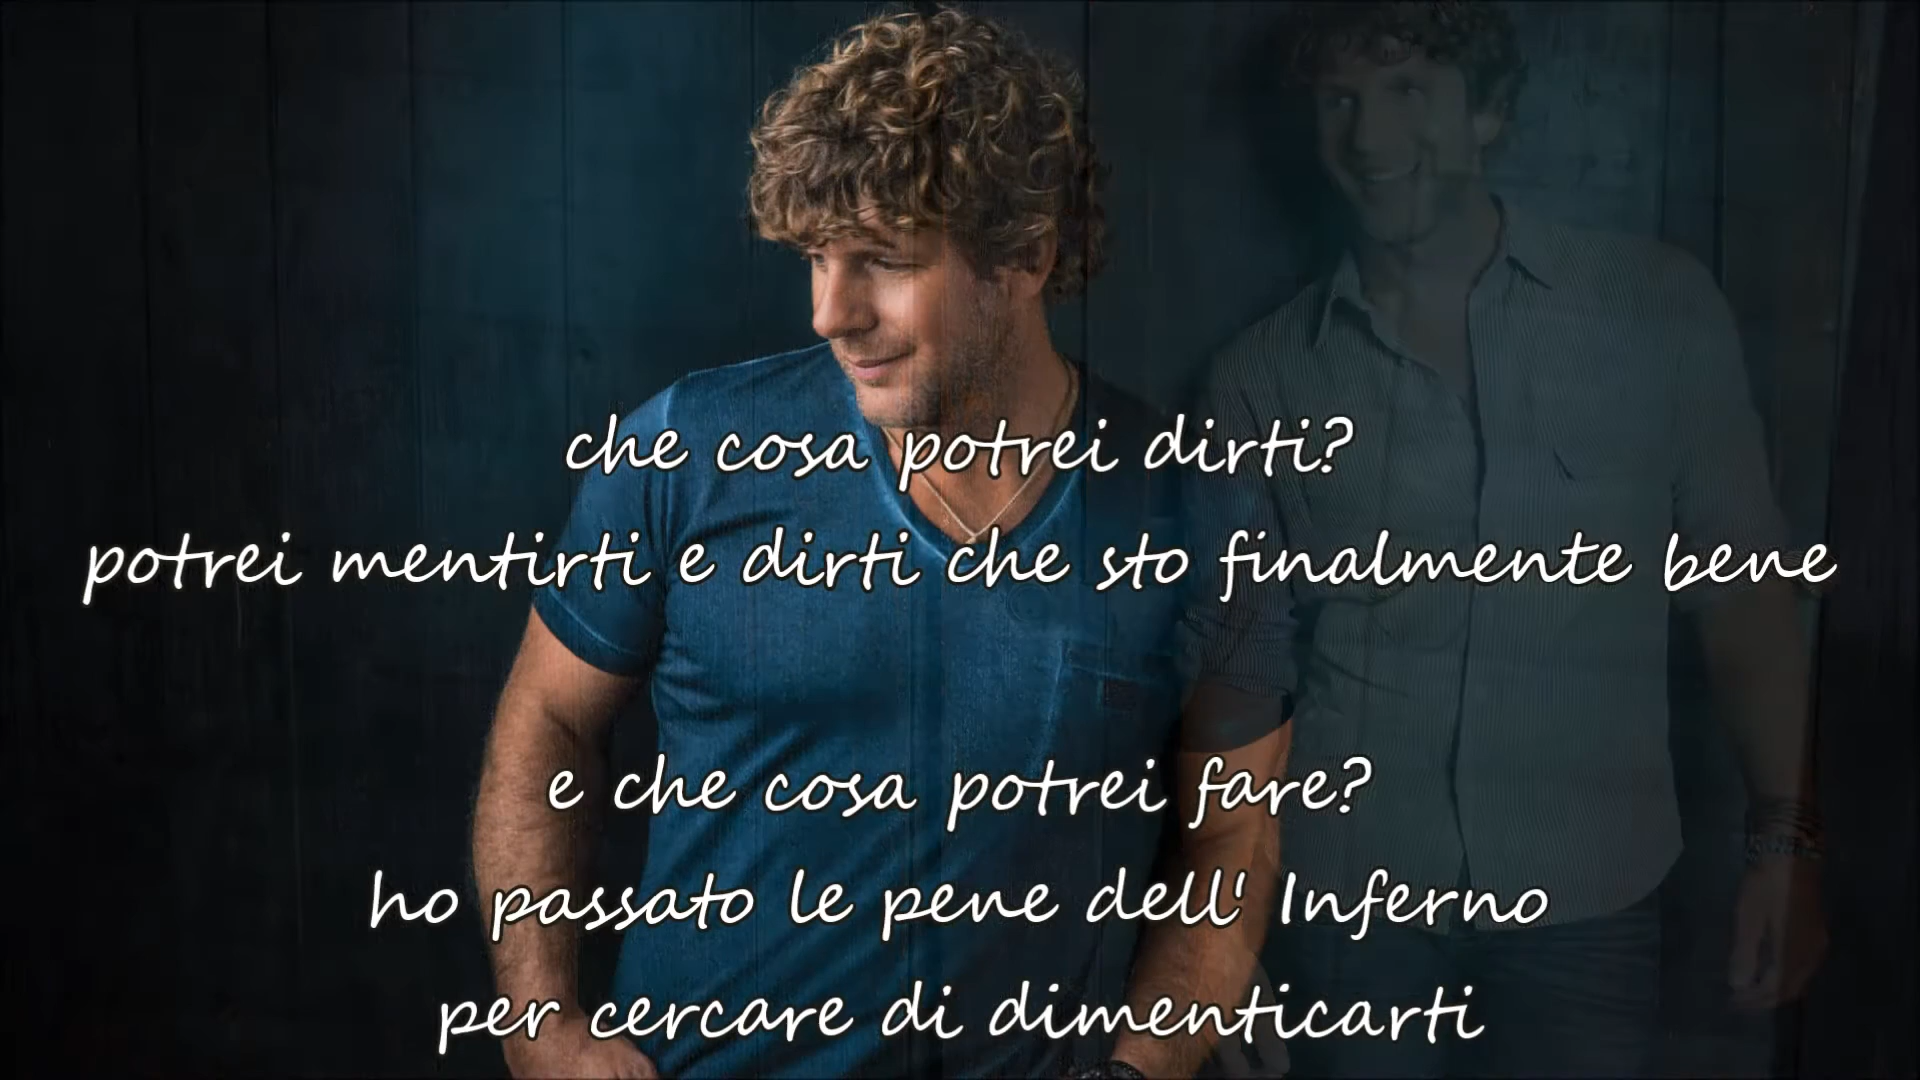 che cosa potrei dirti?
potrei mentirti e dirti che sto finalmente bene
e che cosa potrei fare?
ho passato le pene dell' Inferno
per cercare di dimenticarti